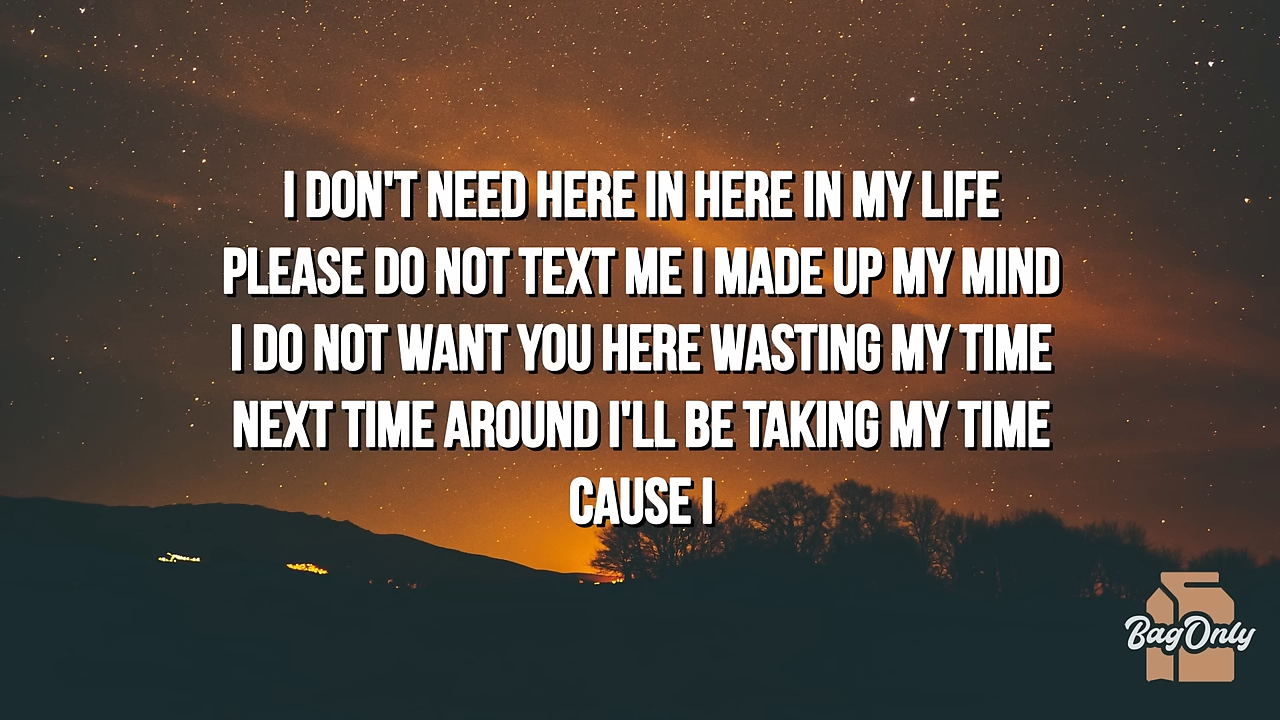 I DON'T NEED HERE IN HERE IN MY LIFE
PLEASE DO NOT TEXT ME I MADE UP MY MIND
I DO NOT WANT YOU HERE WASTING MY TIME
NEXT TIME AROUND I'LL BE TAKING MY TIME
CAUSE I
BagOnly